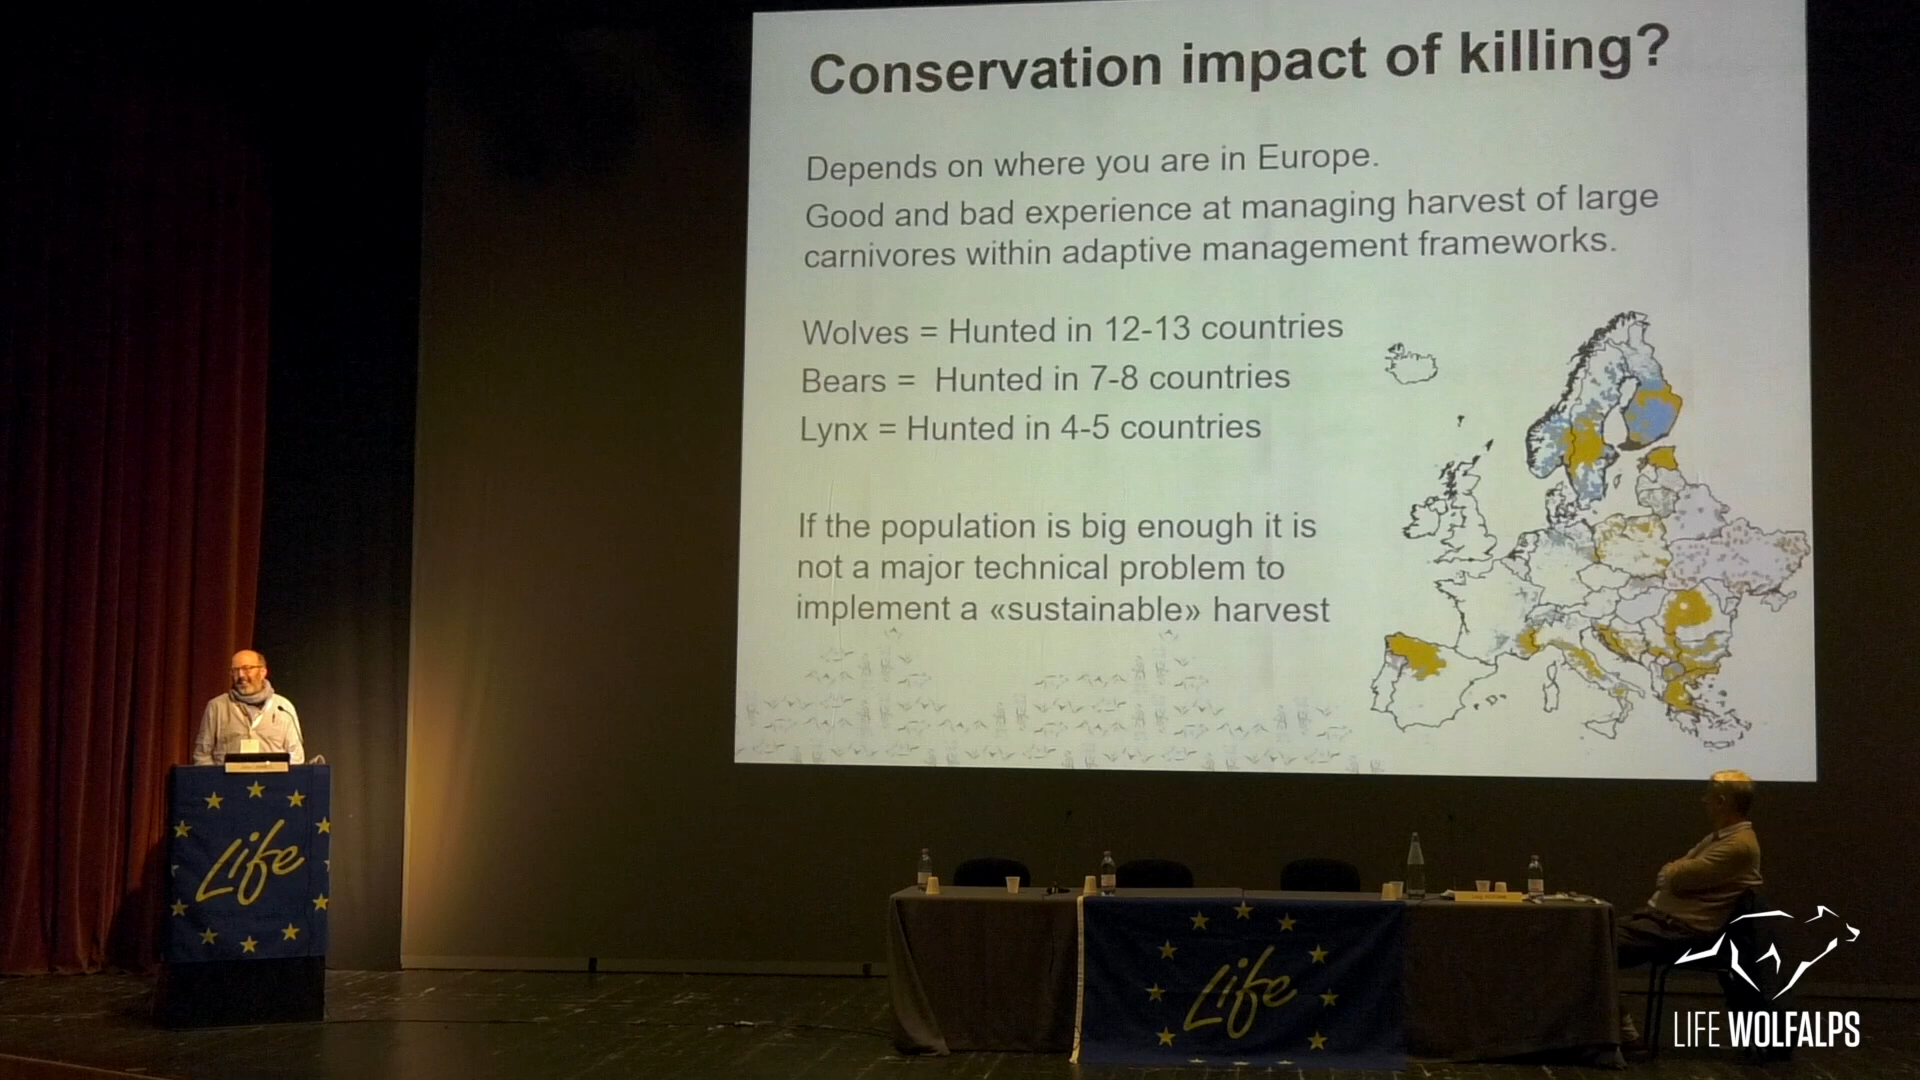 Conservation impact of killing?
Depends on where you are in Europe.
Good and bad experience at managing harvest of large
carnivores within adaptive management frameworks.
Wolves = Hunted in 12-13 countries
Bears = Hunted in 7-8 countries
Lynx = Hunted in 4-5 countries
If the population is big enough it is
not a major technical problem to
implement a «sustainable» harvest
Life
Life
LIFE WOLFALPS